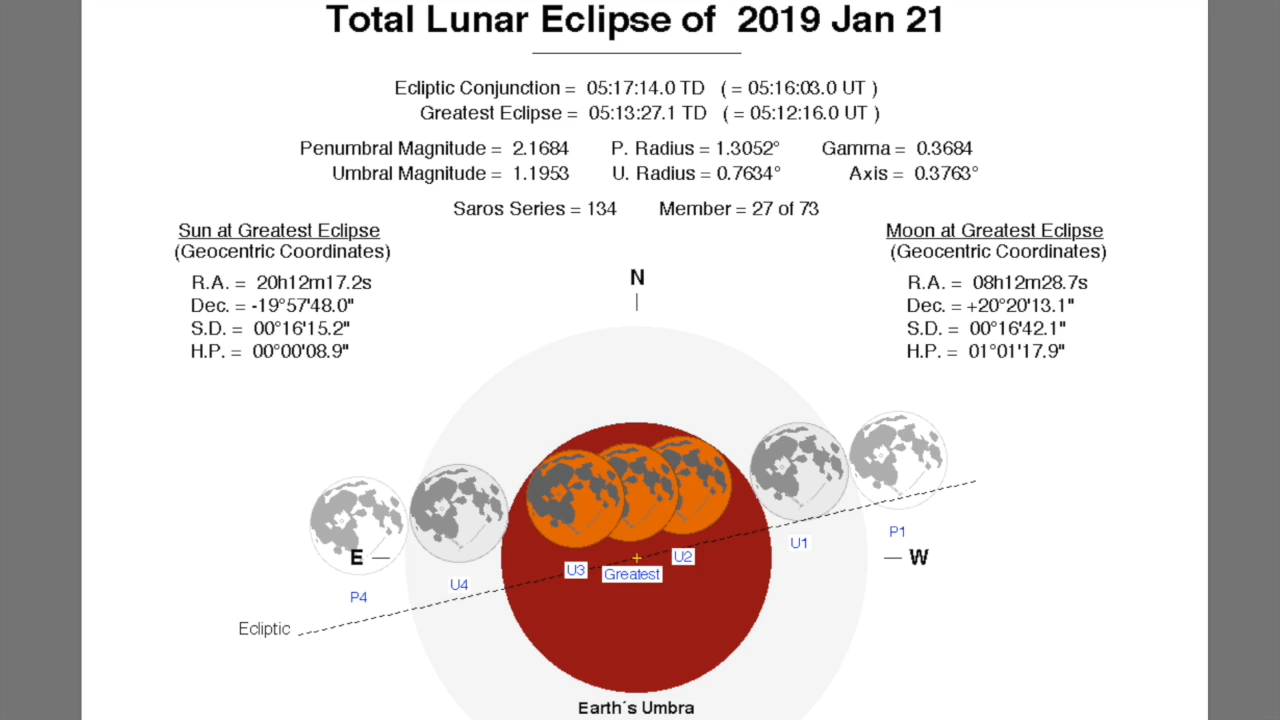 Total Lunar Eclipse of 2019 Jan 21
Ecliptic Conjunction = 05:17:14.0 TD ( = 05:16:03.0 UT )
Greatest Eclipse = 05:13:27.1 TD ( = 05:12:16.0 UT )
Penumbral Magnitude = 2.1684 P. Radius = 1.3052° Gamma = 0.3684
Umbral Magnitude = 1.1953 U. Radius = 0.7634° Axis = 0.3763°
Saros Series = 134 Member = 27 of 73
Sun at Greatest Eclipse
(Geocentric Coordinates)
R.A. = 20h12m17.2s
Dec. = -19°57'48.0"
S.D. = 00°16'15.2"
H.P. = 00°00'08.9"
Moon at Greatest Eclipse
(Geocentric Coordinates)
R.A. = 08h12m28.7s
Dec. = +20°20'13.1"
S.D. = 00°16'42.1"
H.P. = 01°01'17.9"
N
E
W
P4
U4
U3
Greatest
U2
U1
P1
Ecliptic
Earth´s Umbra